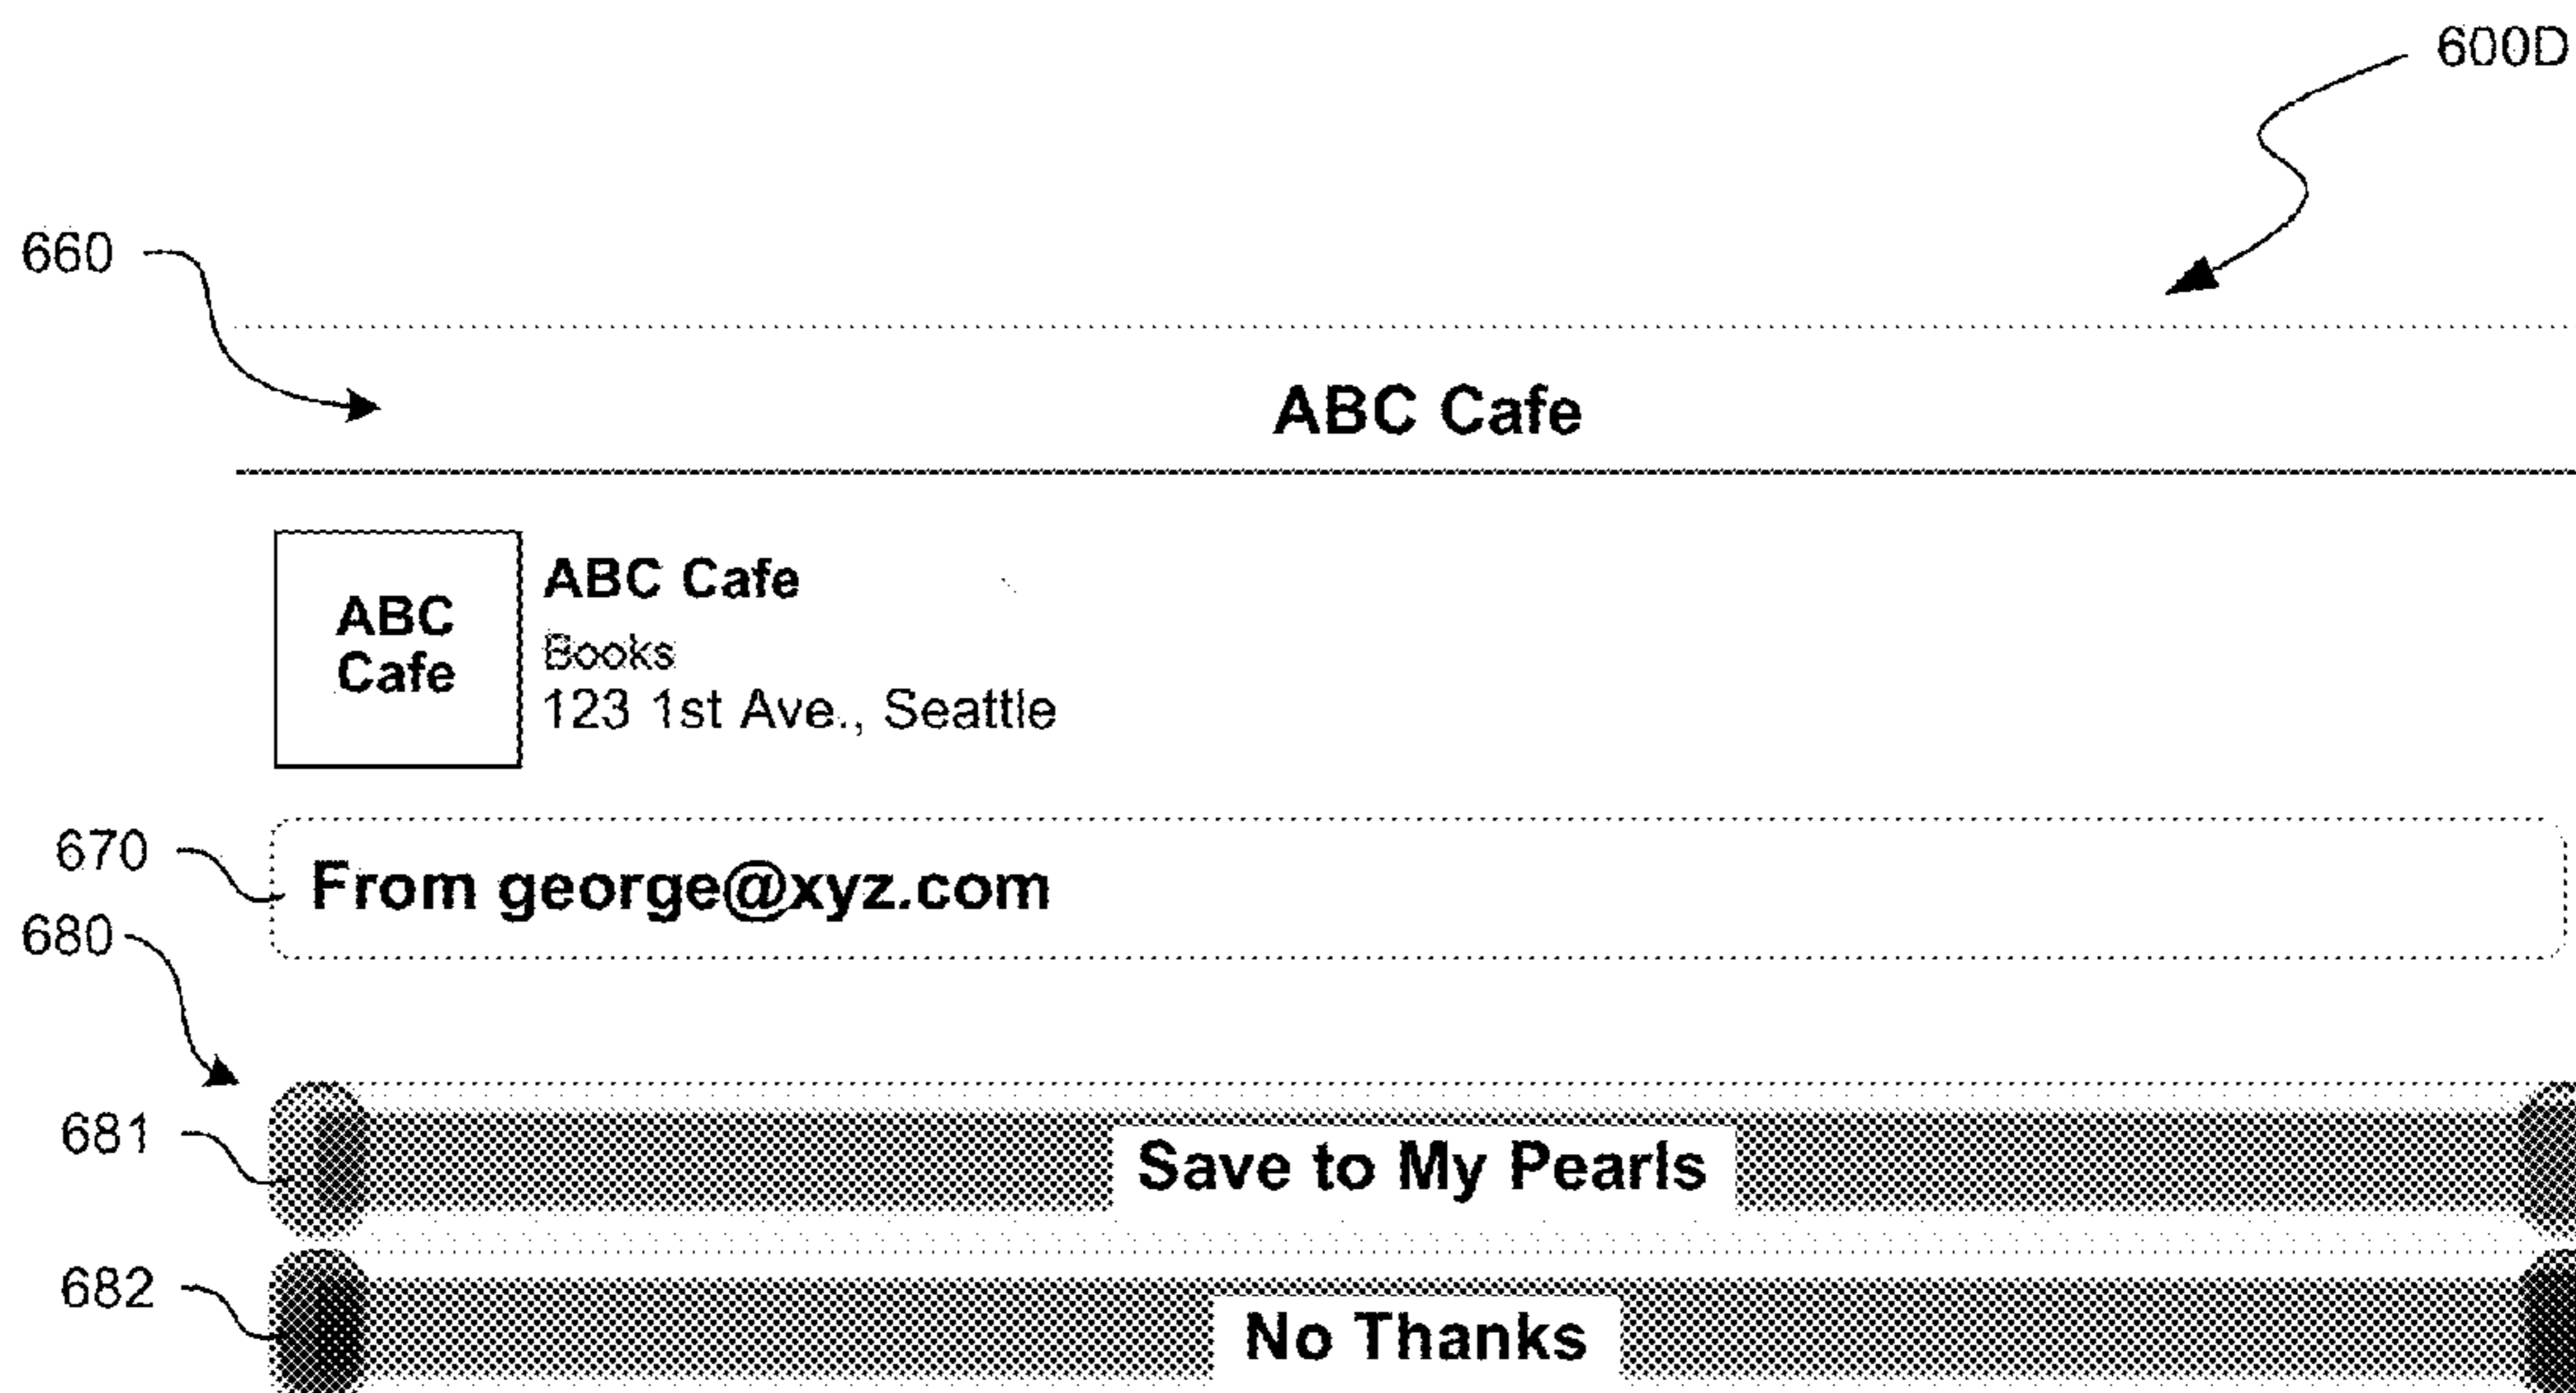 600D
660
ABC Cafe
ABC
Cafe
ABC Cafe
Books
123 1st Ave., Seattle
670
From george@xyz.com
680
681
Save to My Pearls
682
No Thanks